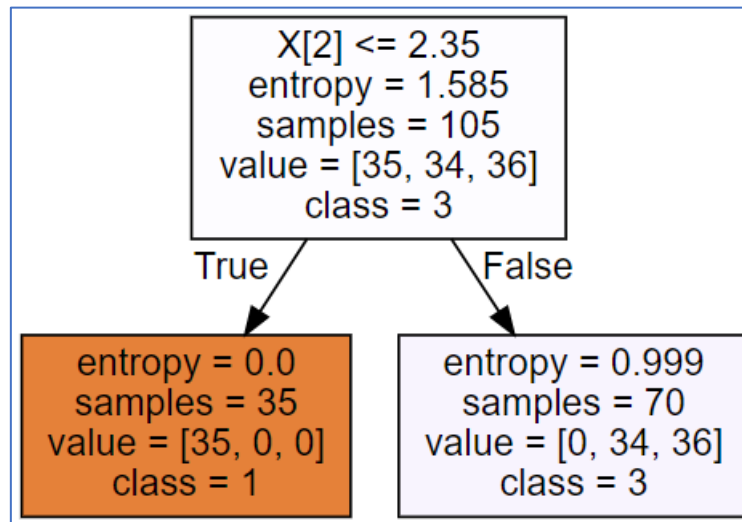 X[2] <= 2.35
entropy = 1.585
samples = 105
value = [35, 34, 36]
class = 3
True
False
entropy = 0.0
samples = 35
value = [35, 0, 0]
class = 1
entropy = 0.999
samples = 70
value = [0, 34, 36]
class = 3